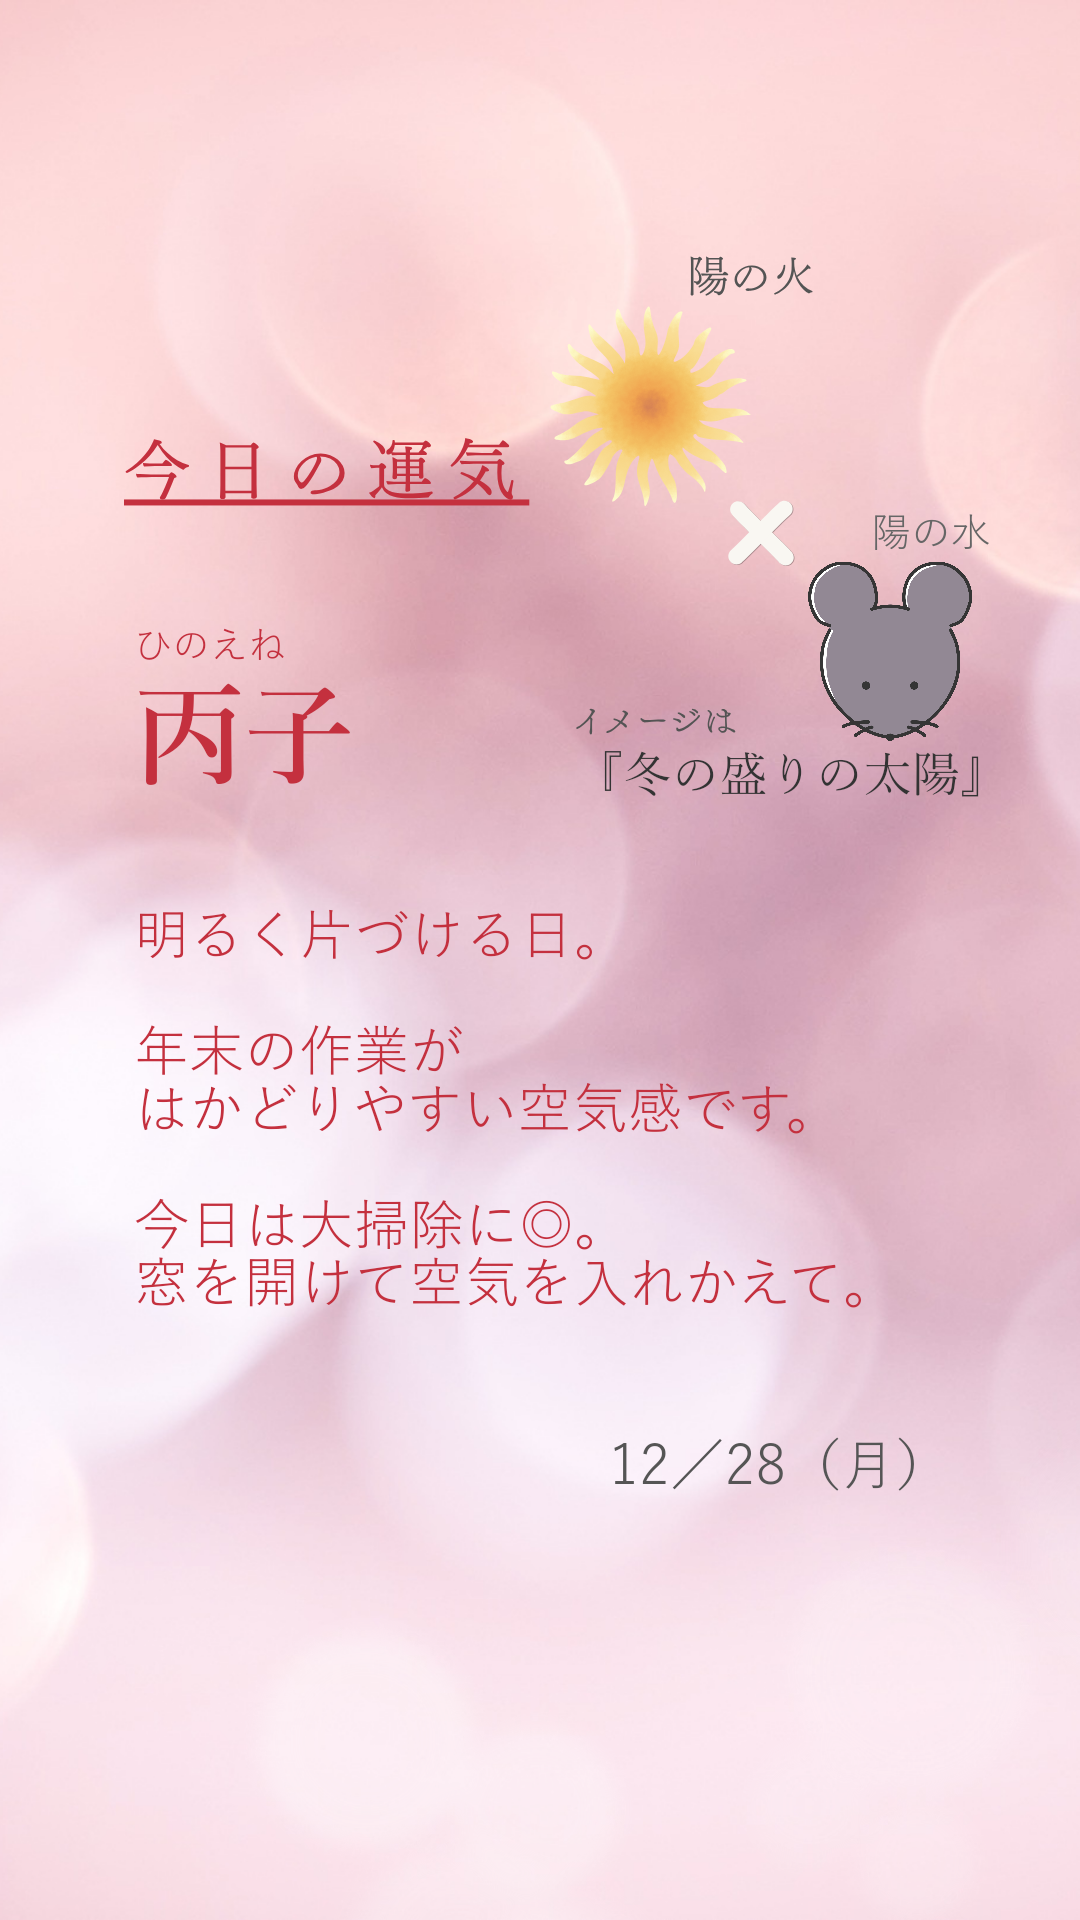 陽の火
今日の運気
陽の水
ひのえね
丙子
イメージは
『冬の盛りの太陽』
明るく片づける日。
年末の作業が
はかどりやすい空気感です。
今日は大掃除に◎。
窓を開けて空気を入れかえて。
12／28（月）